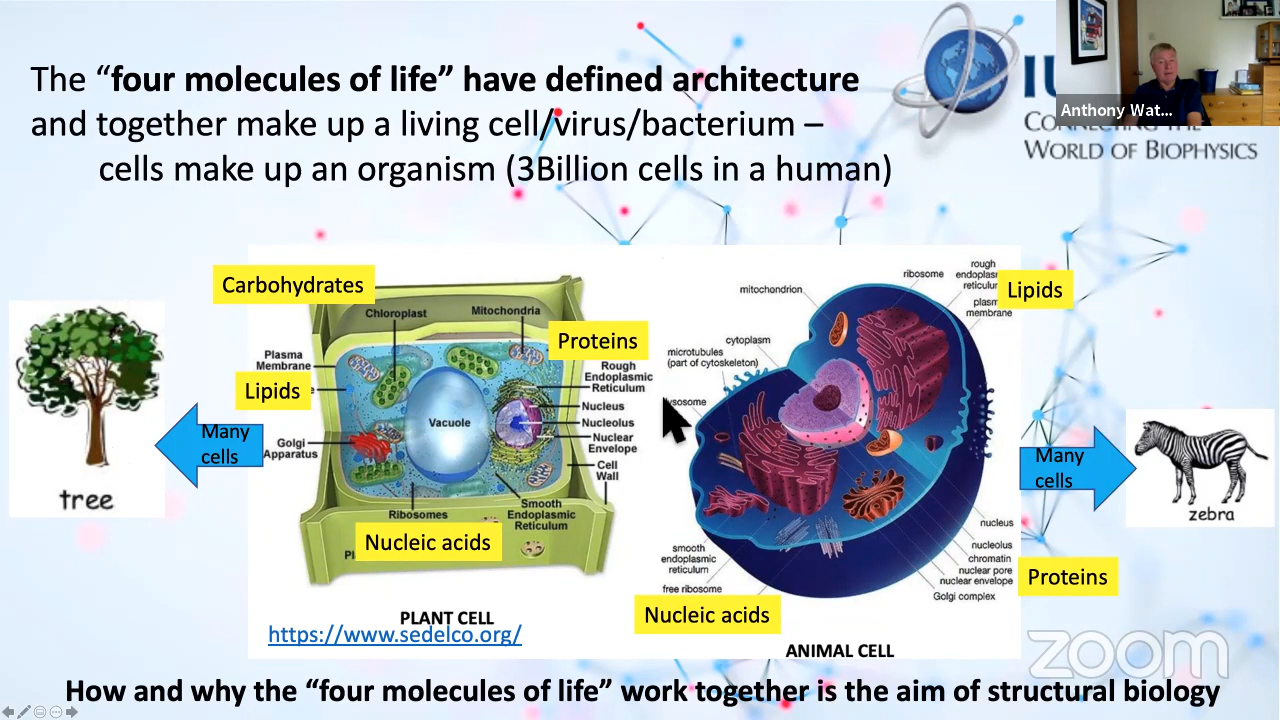 The “four molecules of life” have defined architecture
and together make up a living cell/virus/bacterium –
cells make up an organism (3Billion cells in a human)
Anthony Wat...
CONNECTING THE
WORLD OF BIOPHYSICS
Carbohydrates
Chloroplast
Mitochondria
Proteins
Plasma
Membrane
Lipids
Rough
Endoplasmic
Reticulum
Nucleus
Nucleolus
Nuclear
Envelope
Vacuole
Golgi
Apparatus
Cell
Wall
Ribosomes
Smooth
Endoplasmic
Reticulum
Nucleic acids
PLANT CELL
https://www.sedelco.org/
tree
Many
cells
mitochondrion
ribosome
rough
endoplasm
reticulum
plasm
membrane
Lipids
cytoplasm
microtubules
(part of cytoskeleton)
lysosome
smooth
endoplasmic
reticulum
free ribosome
Nucleic acids
nucleus
nucleolus
chromatin
nuclear pore
nuclear envelope
Golgi complex
Proteins
ANIMAL CELL
Many
cells
zebra
zoom
How and why the “four molecules of life” work together is the aim of structural biology